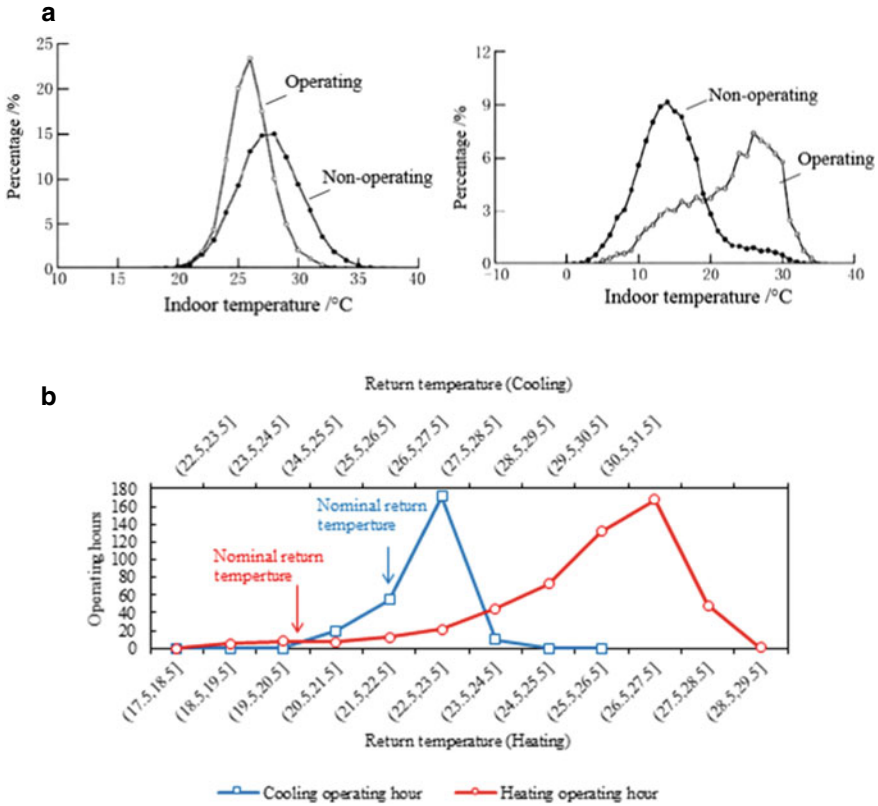 a
25
20
15
10
5
0
Percentage /%
Operating
Non-operating
10 15 20 25 30 35 40
Indoor temperature /°C
12
9
6
3
0
Percentage /%
Non-operating
Operating
-10 0 10 20 30 40
Indoor temperature /°C
b
Return temperature (Cooling)
(22.5,23.5] (23.5,24.5] (24.5,25.5] (25.5,26.5] (26.5,27.5] (27.5,28.5] (28.5,29.5] (29.5,30.5] (30.5,31.5]
180
160
140
120
100
80
60
40
20
0
Operating hours
Nominal return
temperture
Nominal return
temperture
(17.5,18.5] (18.5,19.5] (19.5,20.5] (20.5,21.5] (21.5,22.5] (22.5,23.5] (23.5,24.5] (24.5,25.5] (25.5,26.5] (26.5,27.5] (27.5,28.5] (28.5,29.5]
Return temperature (Heating)
Cooling operating hour Heating operating hour